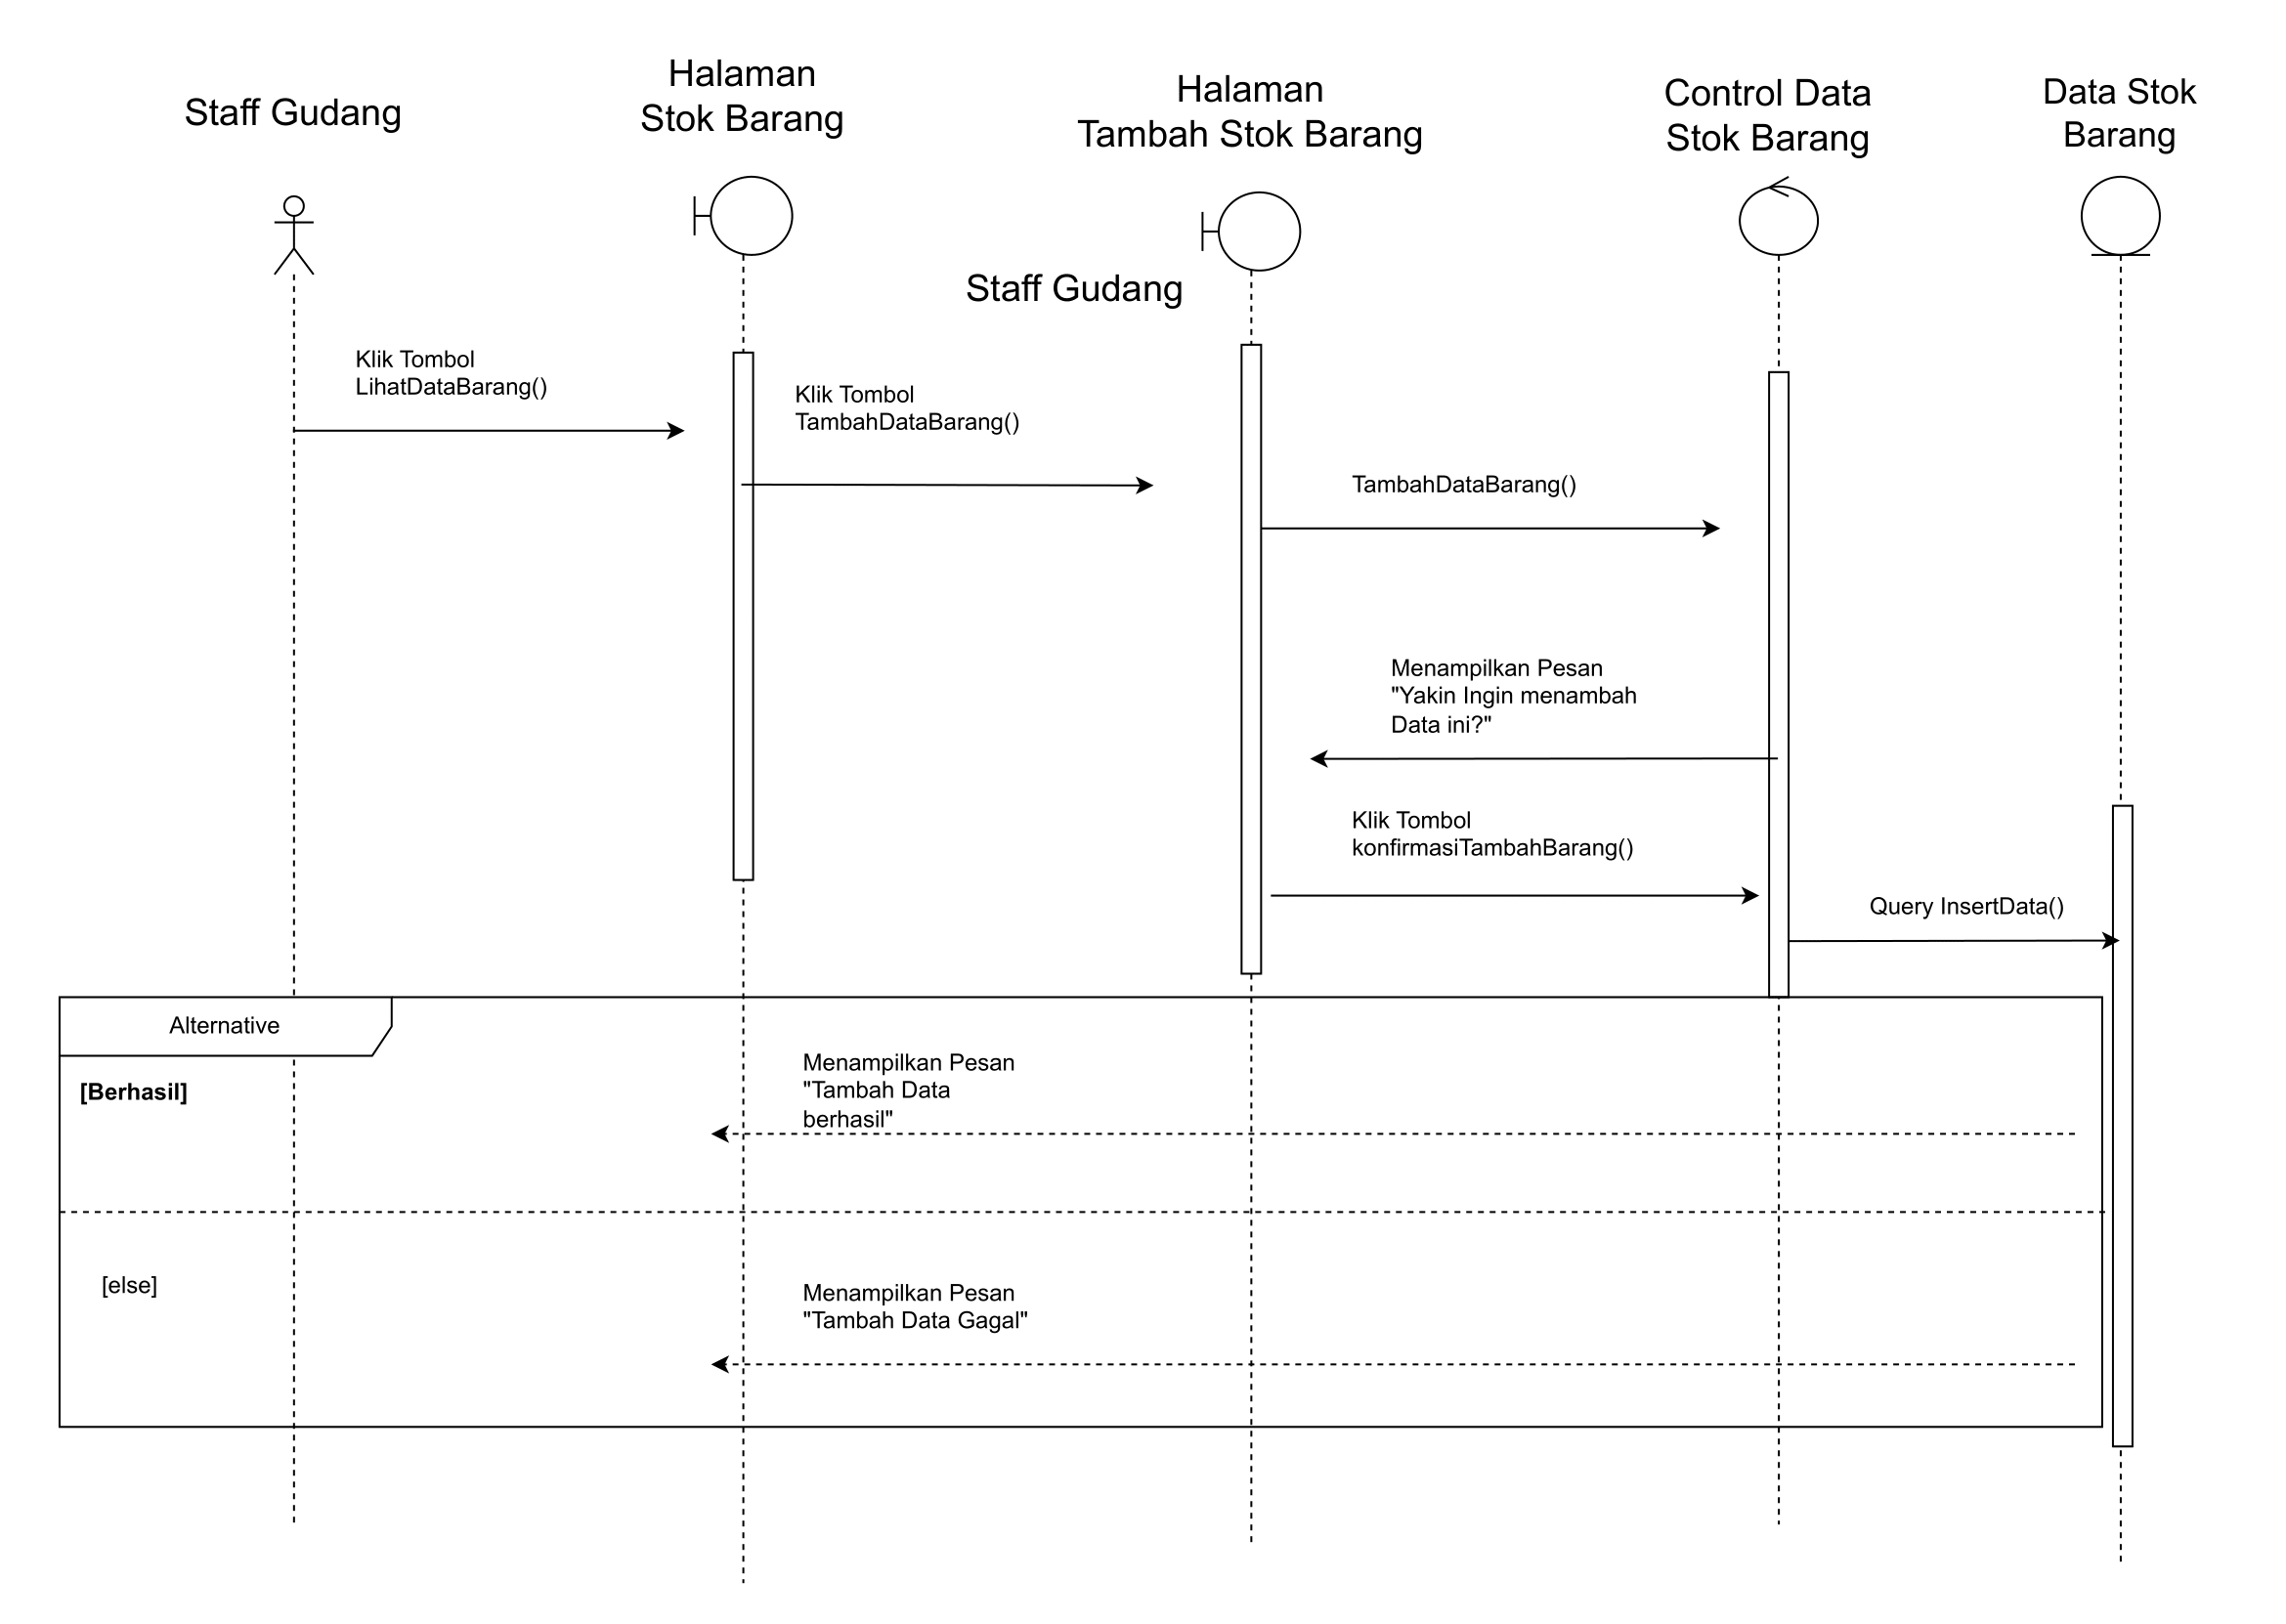 Staff Gudang
Halaman
Stok Barang
Halaman
Tambah Stok Barang
Control Data
Stok Barang
Data Stok
Barang
Staff Gudang
Klik Tombol
LihatDataBarang()
Klik Tombol
TambahDataBarang()
TambahDataBarang()
Menampilkan Pesan
"Yakin Ingin menambah
Data ini?"
Klik Tombol
konfirmasiTambahBarang()
Query InsertData()
Alternative
[Berhasil]
Menampilkan Pesan
"Tambah Data
berhasil"
[else]
Menampilkan Pesan
"Tambah Data Gagal"